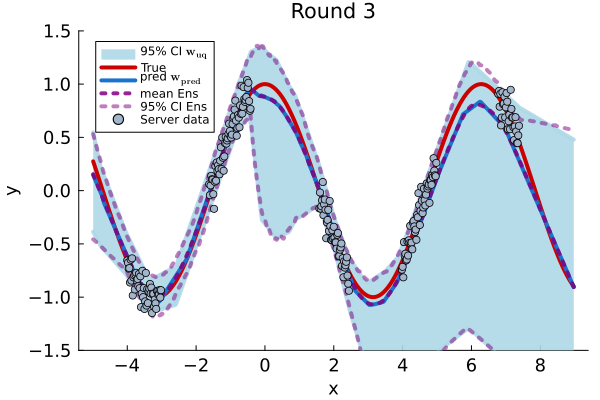 Round 3
1.5
1.0
0.5
0.0
−0.5
−1.0
−1.5
y
95% CI w_uq
True
pred w_pred
mean Ens
95% CI Ens
Server data
−4 −2 0 2 4 6 8
x